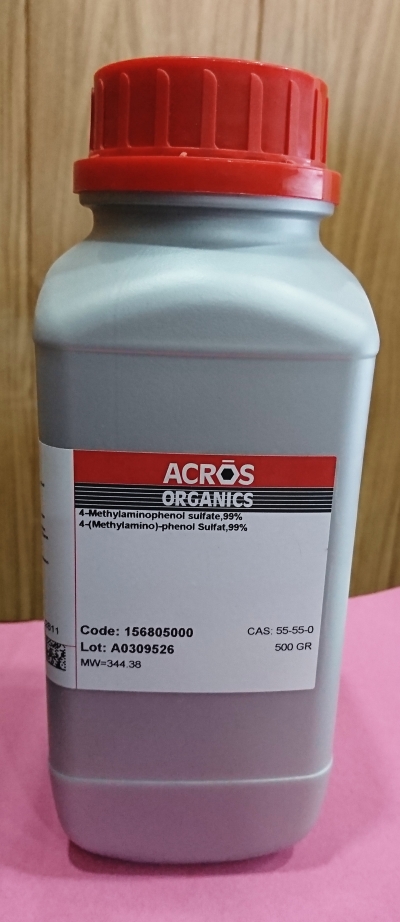 ACROS
ORGANICS
4-Methylaminophenol sulfate,99%
4-(Methylamino)-phenol Sulfat,99%
Code: 156805000
CAS: 55-55-0
Lot: A0309526
500 GR
MW=344.38